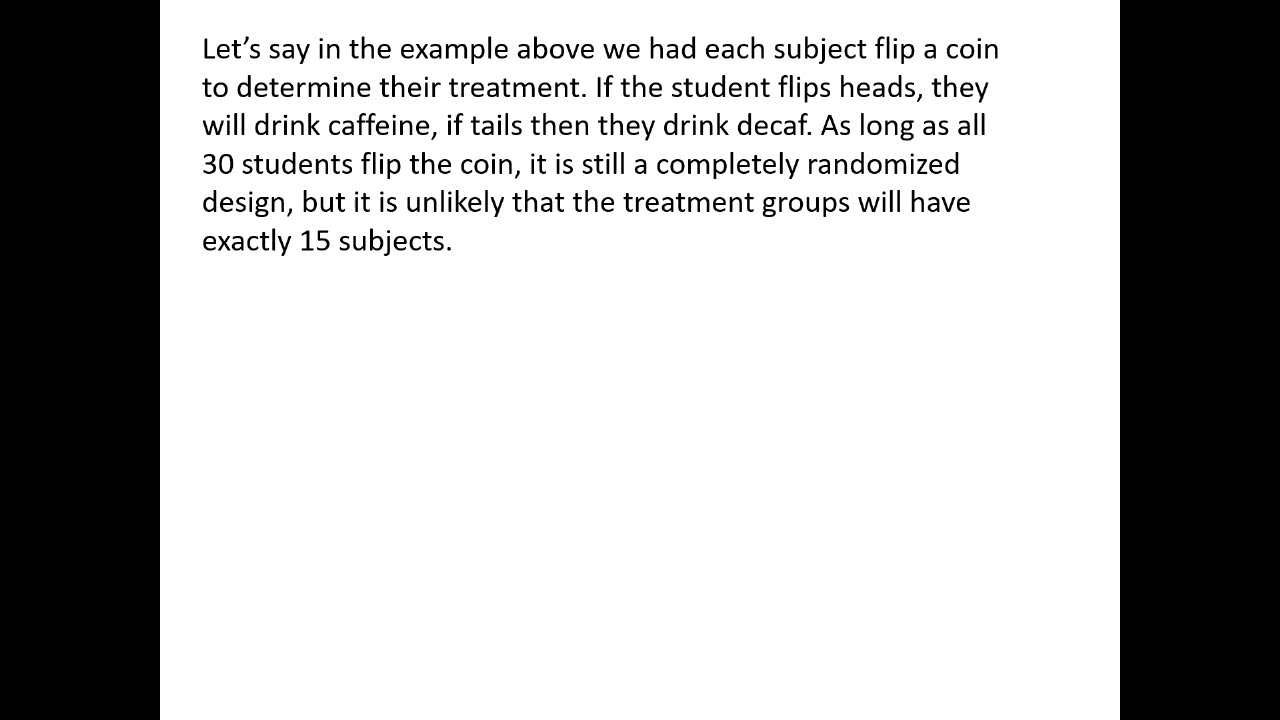 Let’s say in the example above we had each subject flip a coin
to determine their treatment. If the student flips heads, they
will drink caffeine, if tails then they drink decaf. As long as all
30 students flip the coin, it is still a completely randomized
design, but it is unlikely that the treatment groups will have
exactly 15 subjects.